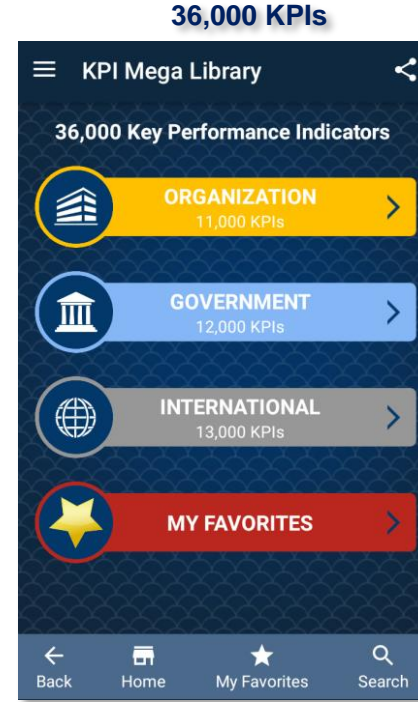 36,000 KPIs
KPI Mega Library
36,000 Key Performance Indicators
ORGANIZATION
11,000 KPIs
GOVERNMENT
12,000 KPIs
INTERNATIONAL
13,000 KPIs
MY FAVORITES
Back Home My Favorites Search